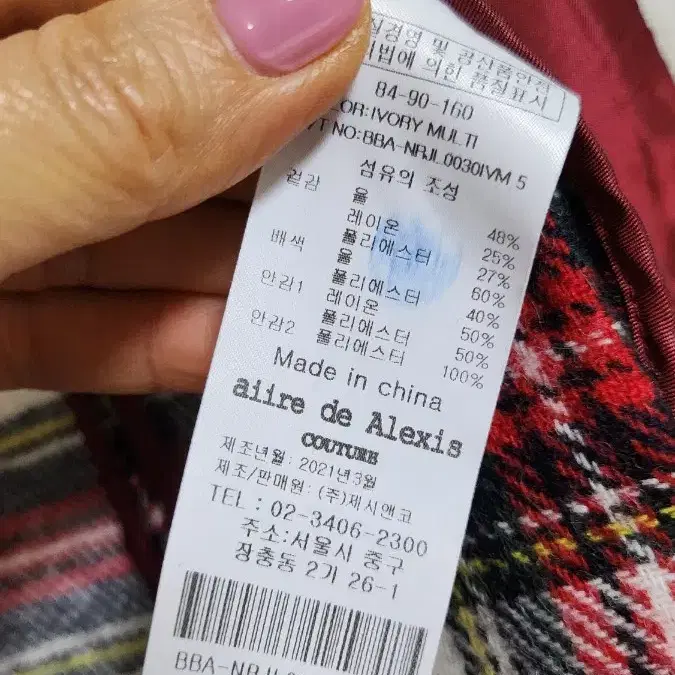 질경영 및 공산품안전
법에 의한 품질표시
84-90-160
LOR:IVORY MULTI
T NO:BBA-NRJL0030IVM 5
섬유의 조성
겉감 울 48%
레이온 25%
폴리에스터 27%
배색 울 60%
폴리에스터 40%
안감1 레이온 50%
폴리에스터 50%
안감2 폴리에스터 100%
Made in china
aiire de Alexis
COUTURE
제조년월: 2021년3월
제조/판매원: (주)제시앤코
TEL : 02-3406-2300
주소:서울시 중구
장충동 2가 26-1